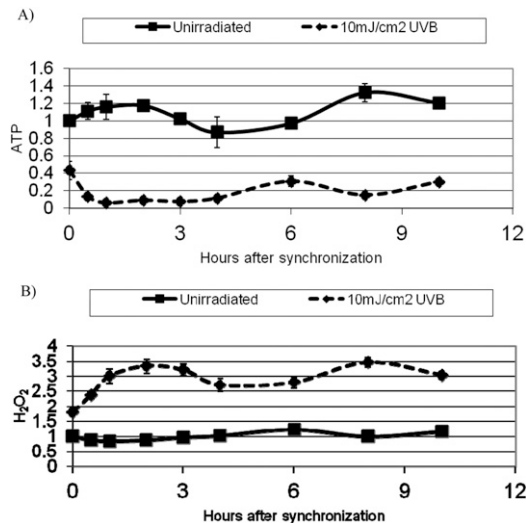 A)
Unirradiated 10mJ/cm2 UVB
1.6
1.4
1.2
1
0.8
0.6
0.4
0.2
0
ATP
0 3 6 9 12
Hours after synchronization
B)
Unirradiated 10mJ/cm2 UVB
4
3.5
3
2.5
2
1.5
1
0.5
0
H₂O₂
0 3 6 9 12
Hours after synchronization